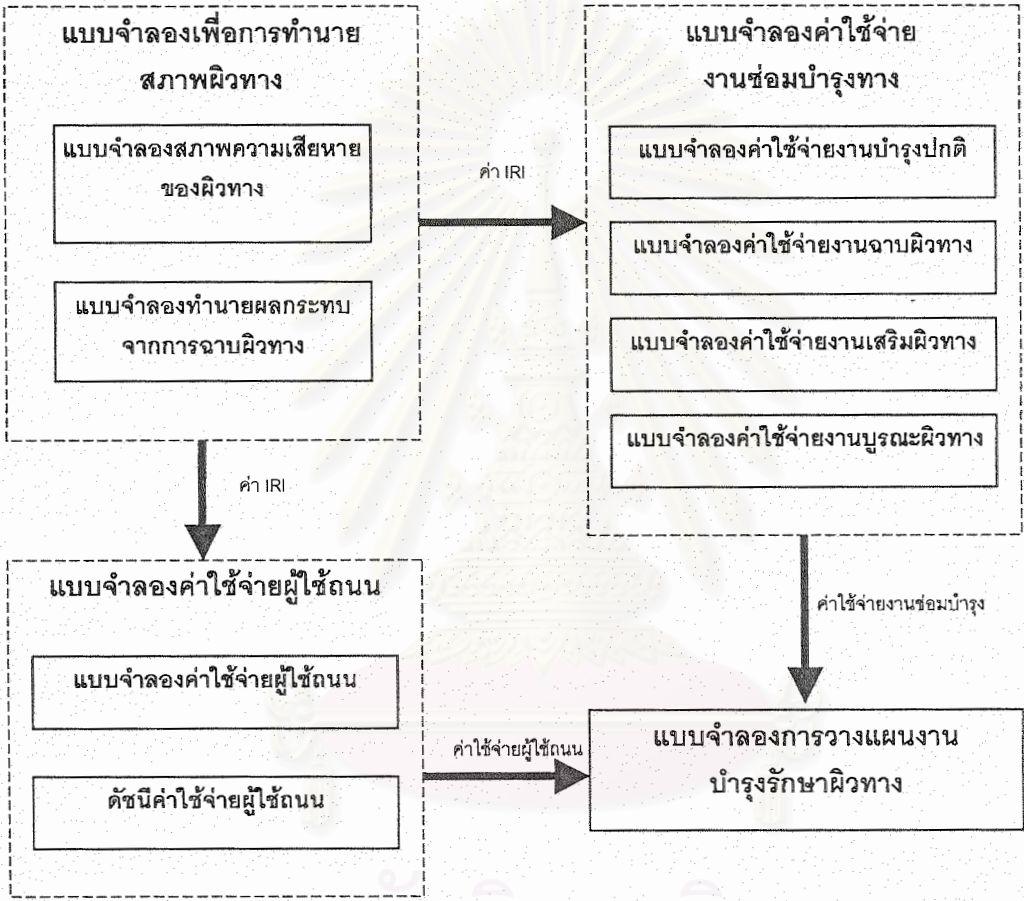 แบบจำลองเพื่อการทำนาย
สภาพผิวทาง
แบบจำลองสภาพความเสียหาย
ของผิวทาง
แบบจำลองทำนายผลกระทบ
จากการฉาบผิวทาง
ค่า IRI
แบบจำลองค่าใช้จ่าย
งานซ่อมบำรุงทาง
แบบจำลองค่าใช้จ่ายงานบำรุงปกติ
แบบจำลองค่าใช้จ่ายงานฉาบผิวทาง
แบบจำลองค่าใช้จ่ายงานเสริมผิวทาง
แบบจำลองค่าใช้จ่ายงานบูรณะผิวทาง
ค่า IRI
แบบจำลองค่าใช้จ่ายผู้ใช้ถนน
แบบจำลองค่าใช้จ่ายผู้ใช้ถนน
ดัชนีค่าใช้จ่ายผู้ใช้ถนน
ค่าใช้จ่ายผู้ใช้ถนน
ค่าใช้จ่ายงานซ่อมบำรุง
แบบจำลองการวางแผนงาน
บำรุงรักษาผิวทาง